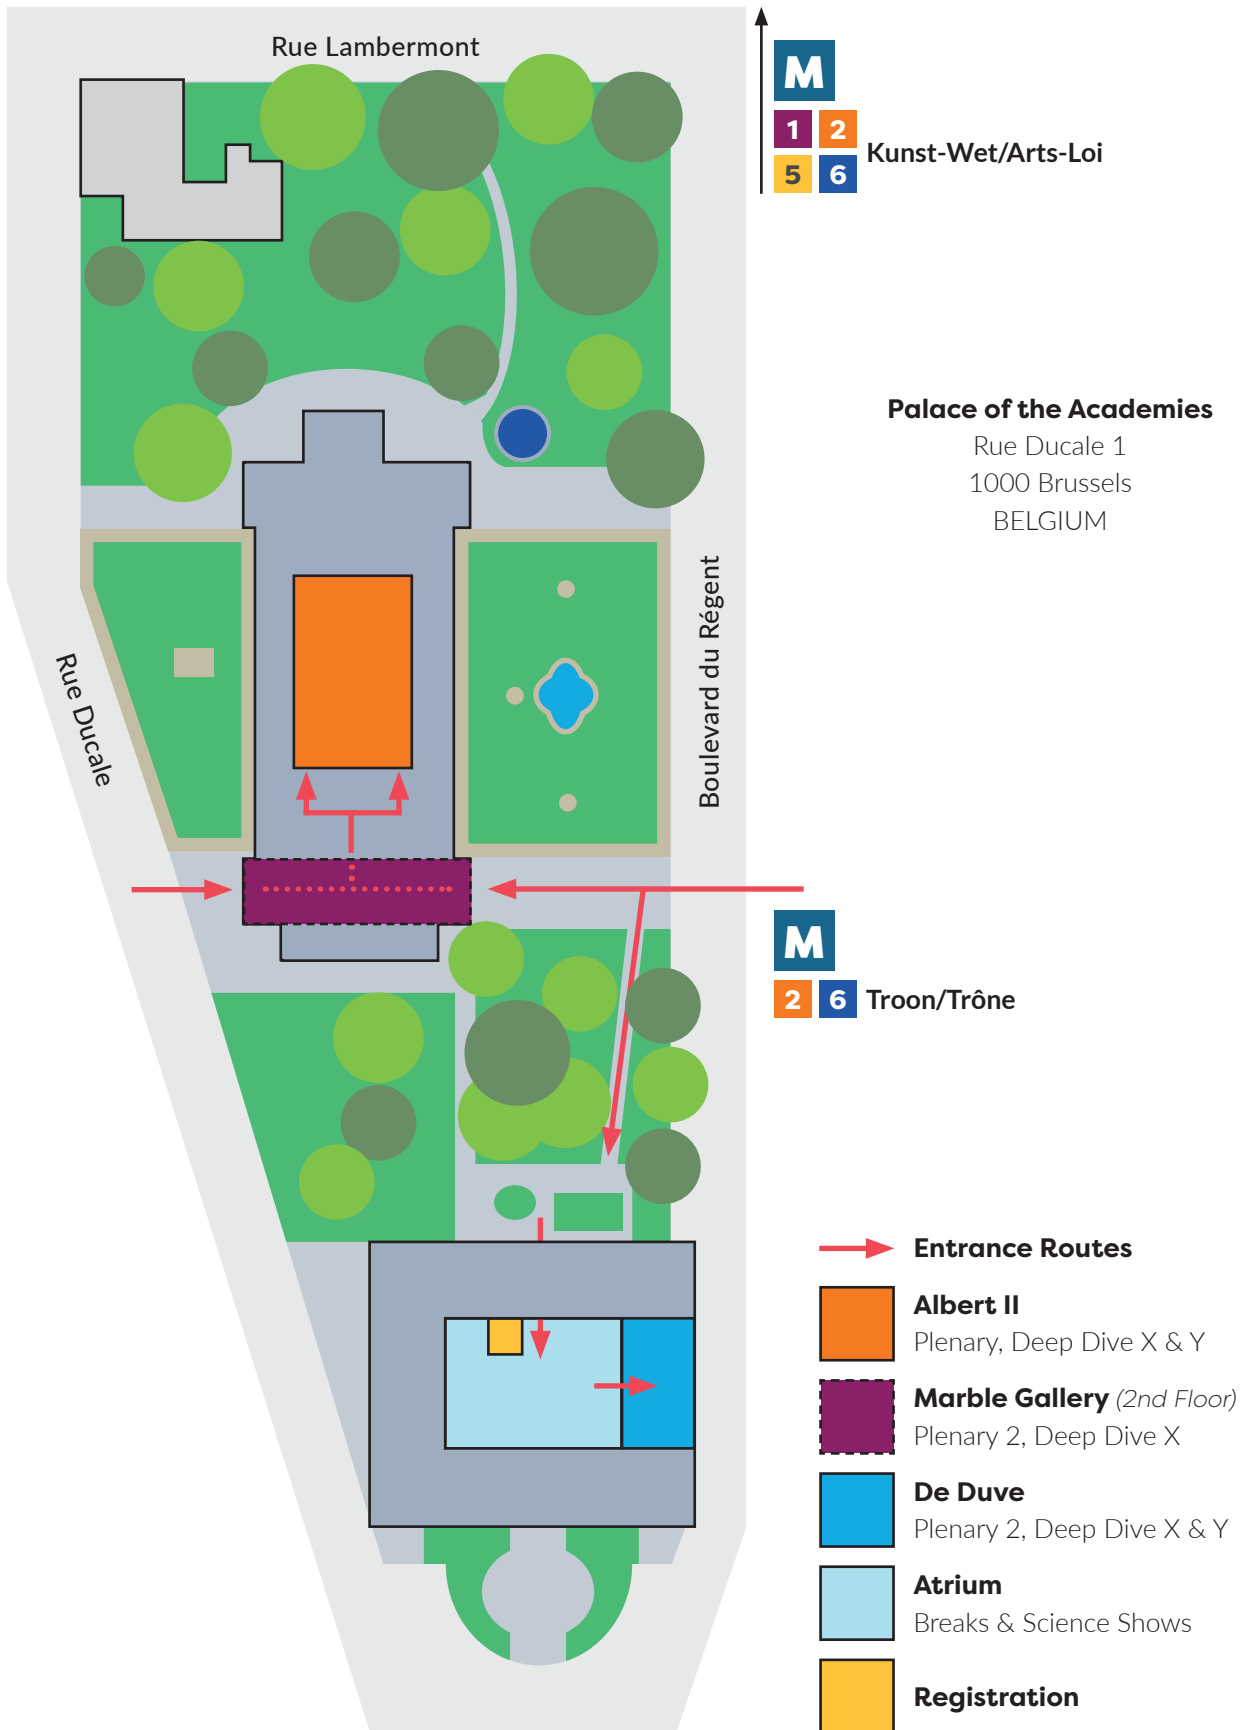 Rue Lambermont
M
1 2
5 6
Kunst-Wet/Arts-Loi
Palace of the Academies
Rue Ducale 1
1000 Brussels
BELGIUM
Rue Ducale
Boulevard du Régent
M
2 6 Troon/Trône
Entrance Routes
Albert II
Plenary, Deep Dive X & Y
Marble Gallery (2nd Floor)
Plenary 2, Deep Dive X
De Duve
Plenary 2, Deep Dive X & Y
Atrium
Breaks & Science Shows
Registration